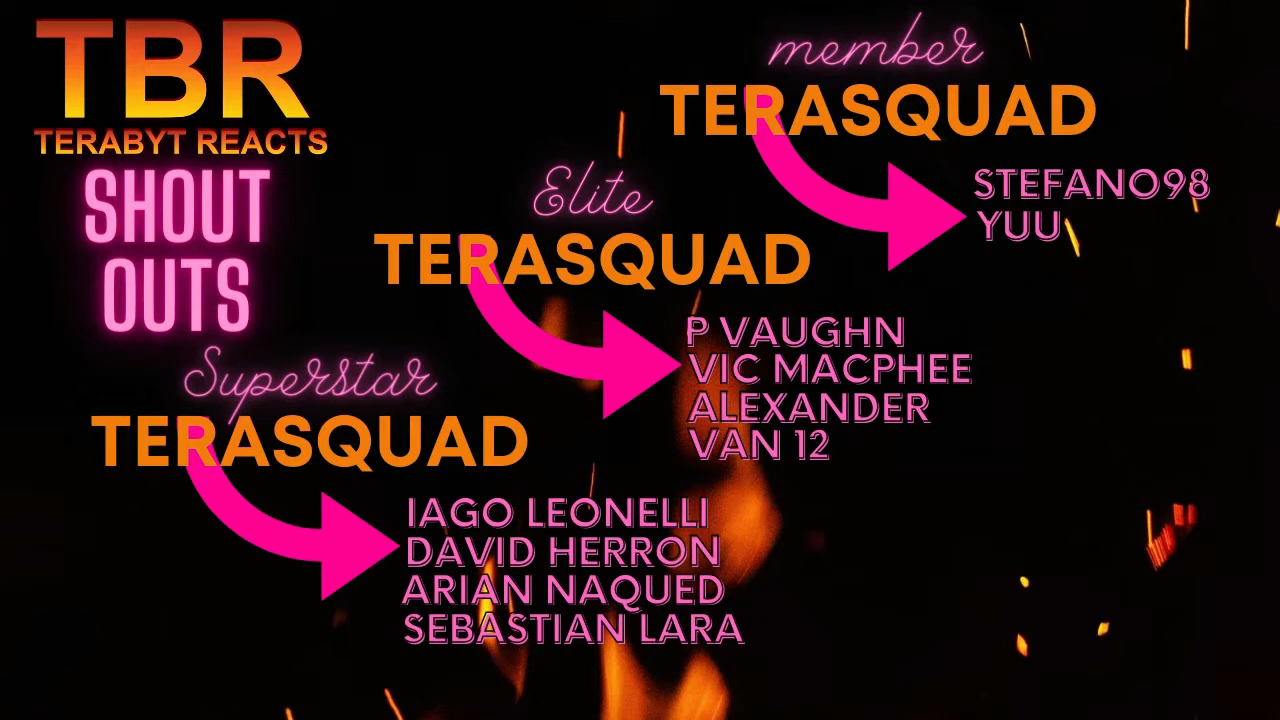 TBR
TERABYT REACTS
SHOUT
OUTS
member
TERASQUAD
STEFANO98
YUU
Elite
TERASQUAD
P VAUGHN
VIC MACPHEE
ALEXANDER
VAN 12
Superstar
TERASQUAD
IAGO LEONELLI
DAVID HERRON
ARIAN NAQUED
SEBASTIAN LARA